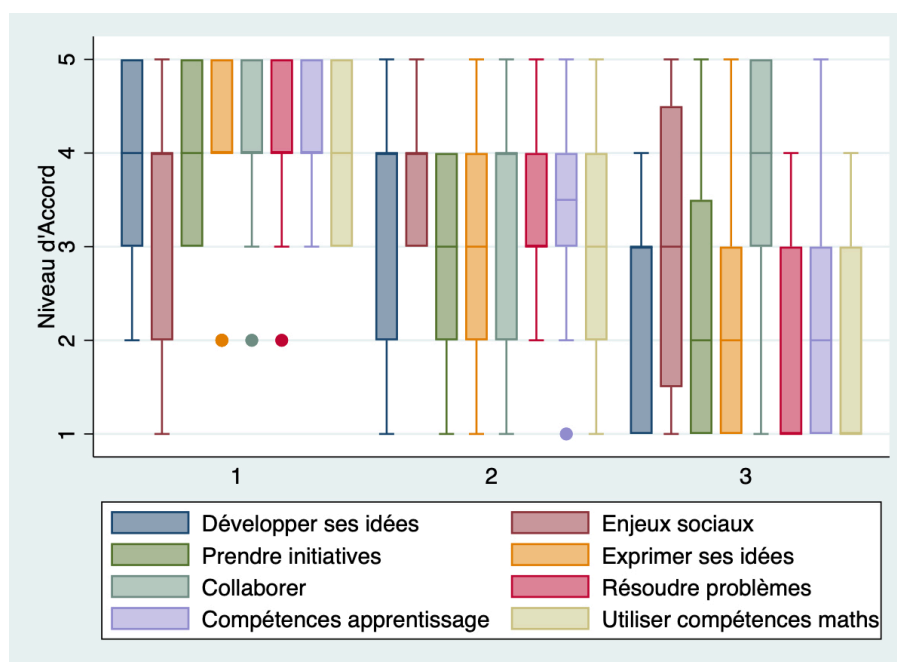 Niveau d'Accord
5
4
3
2
1
1 2 3
Développer ses idées Enjeux sociaux
Prendre initiatives Exprimer ses idées
Collaborer Résoudre problèmes
Compétences apprentissage Utiliser compétences maths